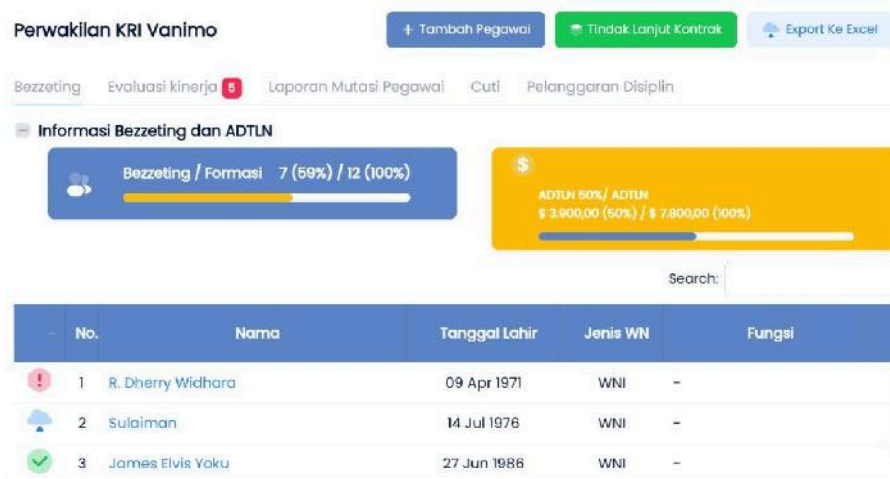 Perwakilan KRI Vanimo
+ Tambah Pegawai
Tindak Lanjut Kontrak
Export Ke Excel
Bezzeting Evaluasi kinerja 5 Laporan Mutasi Pegawai Cuti Pelanggaran Disiplin
Informasi Bezzeting dan ADTLN
Bezzeting / Formasi 7 (59%) / 12 (100%)
$
ADTLN 50%/ ADTLN
$ 3.900,00 (50%) / $ 7.800,00 (100%)
Search:
No. Nama Tanggal Lahir Jenis WN Fungsi
! 1 R. Dherry Widhara 09 Apr 1971 WNI -
2 Sulaiman 14 Jul 1976 WNI -
3 James Elvis Yoku 27 Jun 1986 WNI -